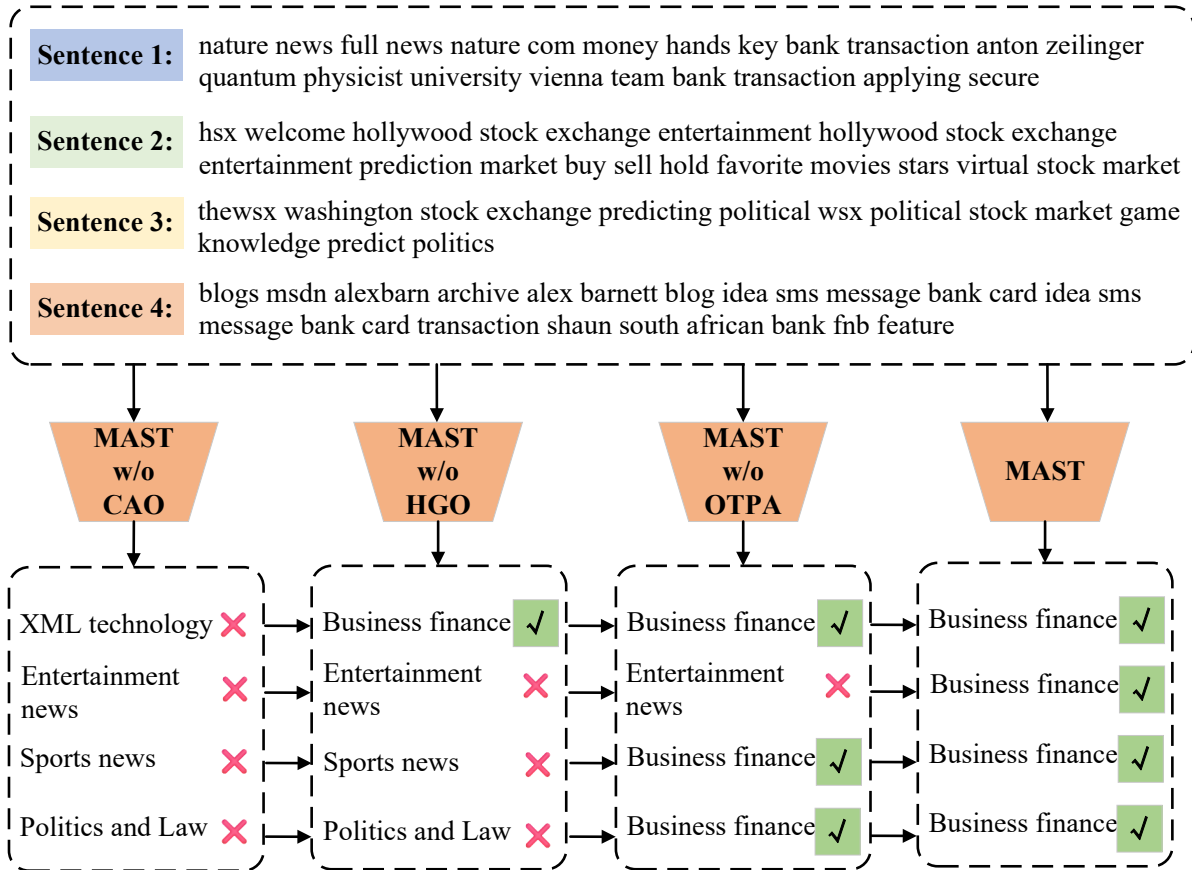 Sentence 1:
nature news full news nature com money hands key bank transaction anton zeilinger
quantum physicist university vienna team bank transaction applying secure
Sentence 2:
hsx welcome hollywood stock exchange entertainment hollywood stock exchange
entertainment prediction market buy sell hold favorite movies stars virtual stock market
Sentence 3:
thewsx washington stock exchange predicting political wsx political stock market game
knowledge predict politics
Sentence 4:
blogs msdn alexbarn archive alex barnett blog idea sms message bank card idea sms
message bank card transaction shaun south african bank fnb feature
MAST
w/o
CAO
MAST
w/o
HGO
MAST
w/o
OTPA
MAST
XML technology
Entertainment
news
Sports news
Politics and Law
Business finance
Entertainment
news
Sports news
Politics and Law
Business finance
Entertainment
news
Business finance
Business finance
Business finance
Business finance
Business finance
Business finance